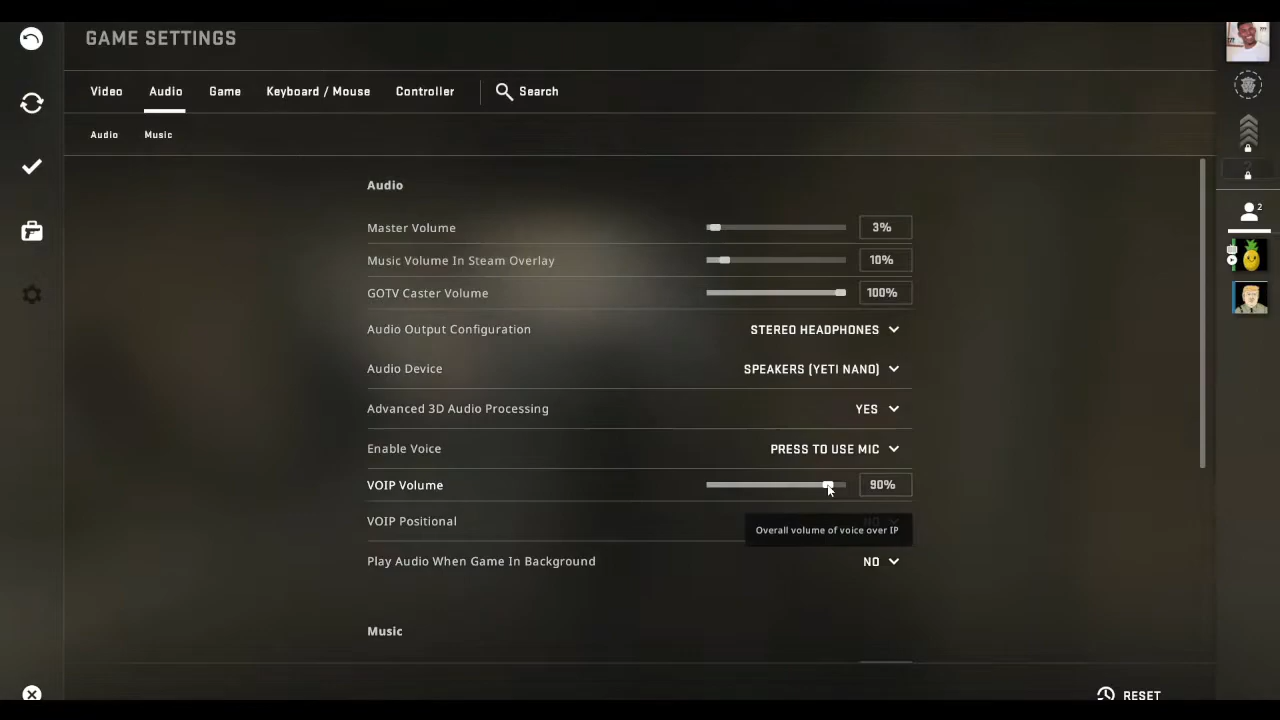 GAME SETTINGS
Video Audio Game Keyboard / Mouse Controller Search
Audio Music
Audio
Master Volume 3%
Music Volume In Steam Overlay 10%
GOTV Caster Volume 100%
Audio Output Configuration STEREO HEADPHONES
Audio Device SPEAKERS (YETI NANO)
Advanced 3D Audio Processing YES
Enable Voice PRESS TO USE MIC
VOIP Volume 90%
VOIP Positional NO
Overall volume of voice over IP
Play Audio When Game In Background NO
Music
RESET
2